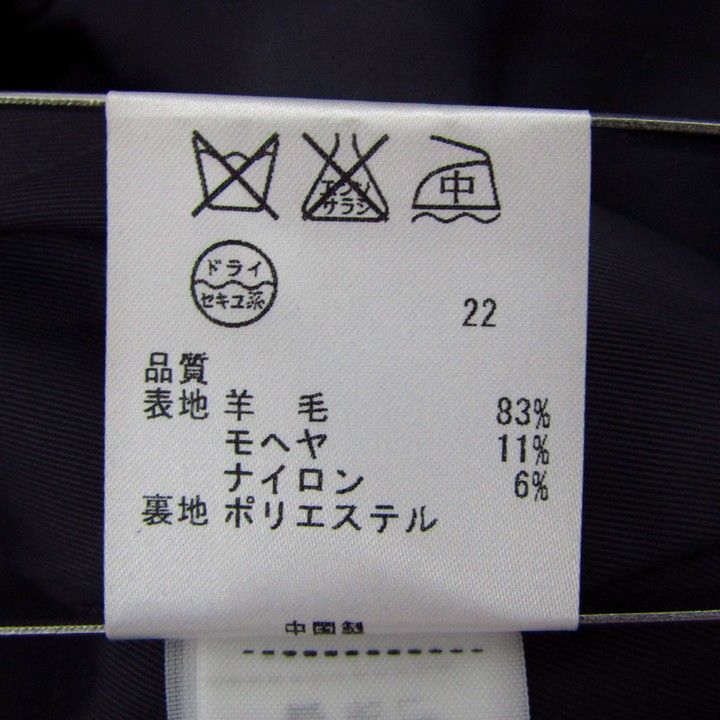 エンソ
サラシ
中
ドライ
セキユ系
22
品質
表地 羊 毛 83%
モヘヤ 11%
ナイロン 6%
裏地 ポリエステル
中国製